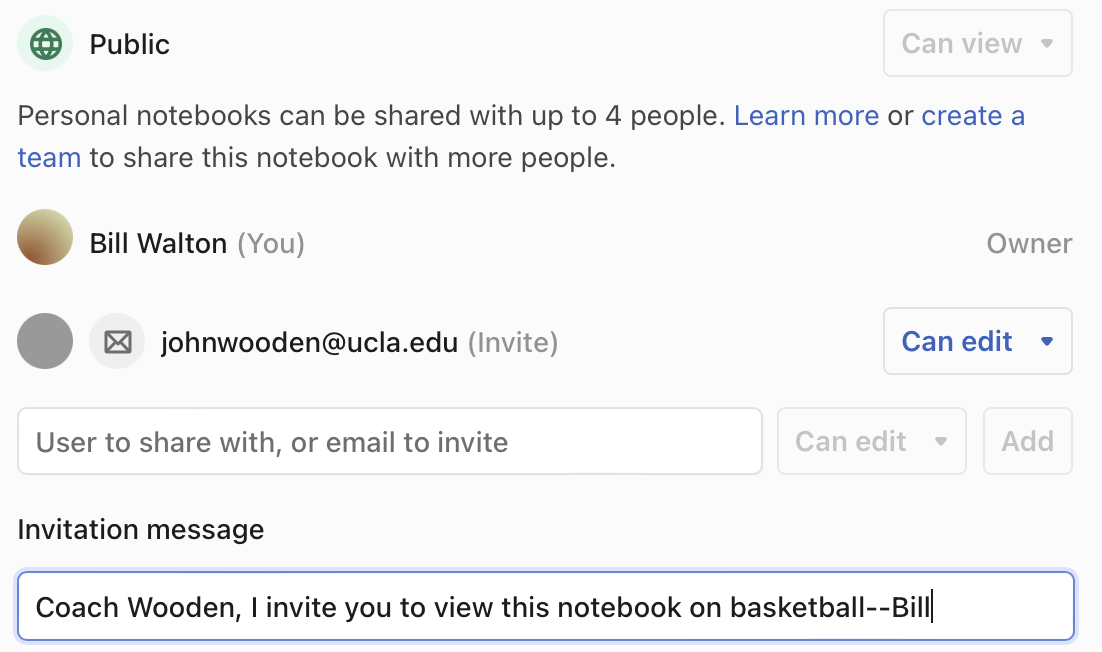 Public
Can view
Personal notebooks can be shared with up to 4 people. Learn more or create a
team to share this notebook with more people.
Bill Walton (You)
Owner
johnwooden@ucla.edu (Invite)
Can edit
User to share with, or email to invite
Can edit
Add
Invitation message
Coach Wooden, I invite you to view this notebook on basketball--Bill